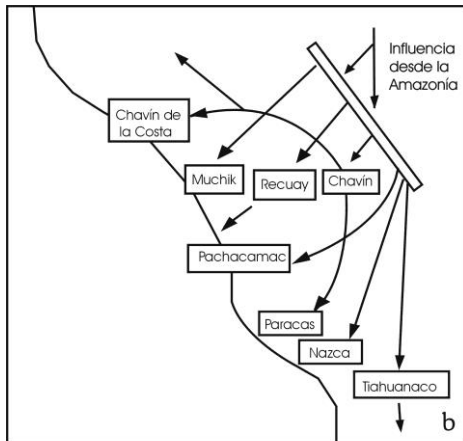 Influencia
desde la
Amazonía
Chavín de
la Costa
Muchik
Recuay
Chavín
Pachacamac
Paracas
Nazca
Tiahuanaco
b